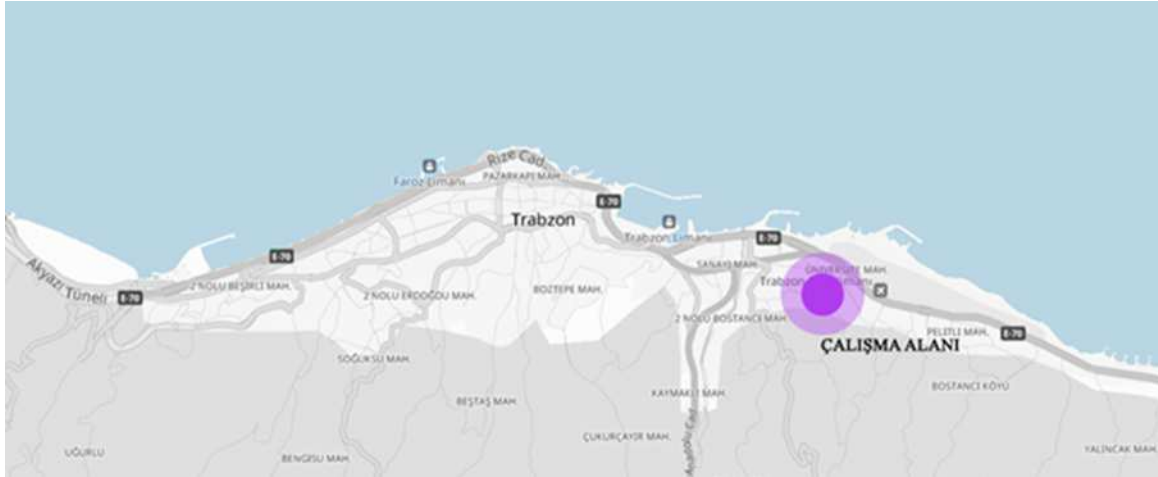 Rize Cad.
PAZARKAPI MAH.
Faroz Limanı
E-70
Trabzon
Trabzon Limanı
E-70
E-70
SANAYİ MAH.
ÜNİVERSİTE MAH.
Akyazı Tüneli
E-70
2 NOLU BEŞİRLİ MAH.
2 NOLU ERDOĞDU MAH.
BOZTEPE MAH.
Trabzon
2 NOLU BOSTANCI MAH.
PELİTLİ MAH.
E-70
ÇALIŞMA ALANI
SOĞUKSU MAH.
BOSTANCI KÖYÜ
KAYMAKLI MAH.
BEŞTAŞ MAH.
ÇUKURÇAYIR MAH.
UĞURLU
BENGİSU MAH.
YALINCAK MAH.